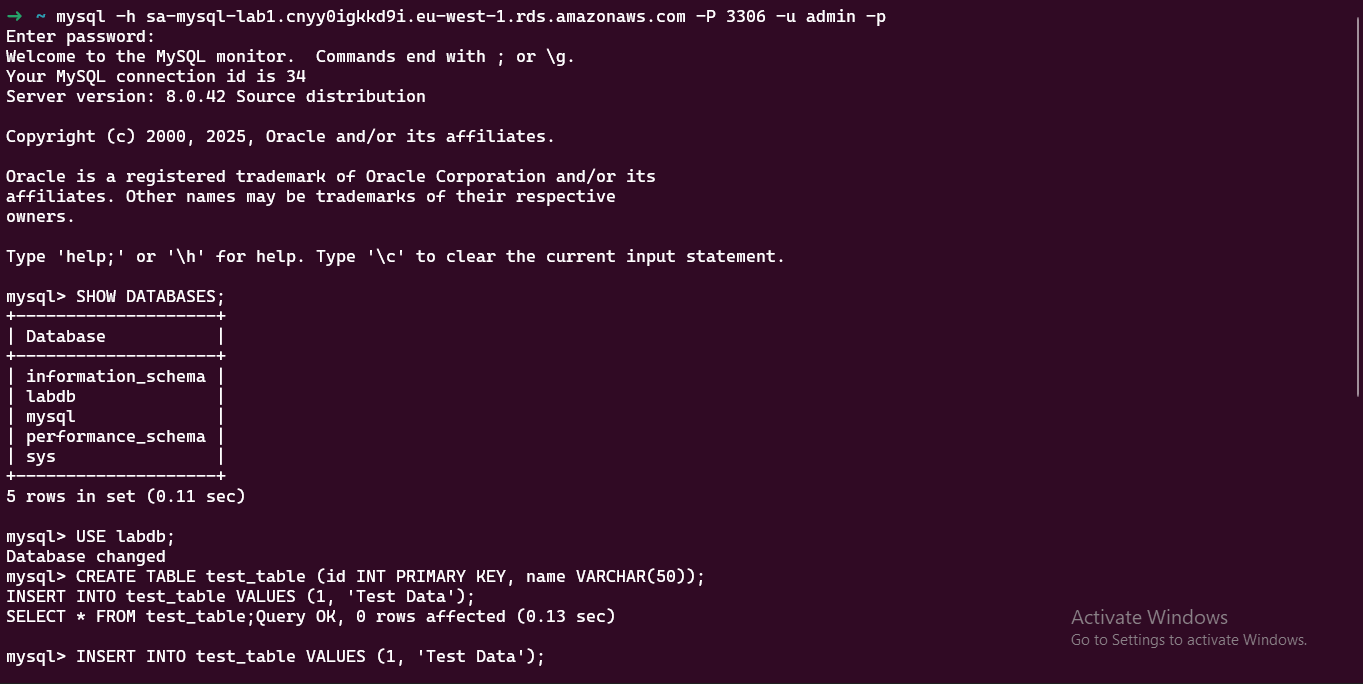 → ~ mysql -h sa-mysql-lab1.cnyy0igkkd9i.eu-west-1.rds.amazonaws.com -P 3306 -u admin -p
Enter password:
Welcome to the MySQL monitor.  Commands end with ; or \g.
Your MySQL connection id is 34
Server version: 8.0.42 Source distribution

Copyright (c) 2000, 2025, Oracle and/or its affiliates.

Oracle is a registered trademark of Oracle Corporation and/or its
affiliates. Other names may be trademarks of their respective
owners.

Type 'help;' or '\h' for help. Type '\c' to clear the current input statement.

mysql> SHOW DATABASES;
+--------------------+
| Database           |
+--------------------+
| information_schema |
| labdb              |
| mysql              |
| performance_schema |
| sys                |
+--------------------+
5 rows in set (0.11 sec)

mysql> USE labdb;
Database changed
mysql> CREATE TABLE test_table (id INT PRIMARY KEY, name VARCHAR(50));
INSERT INTO test_table VALUES (1, 'Test Data');
SELECT * FROM test_table;Query OK, 0 rows affected (0.13 sec)

mysql> INSERT INTO test_table VALUES (1, 'Test Data');
Activate Windows
Go to Settings to activate Windows.